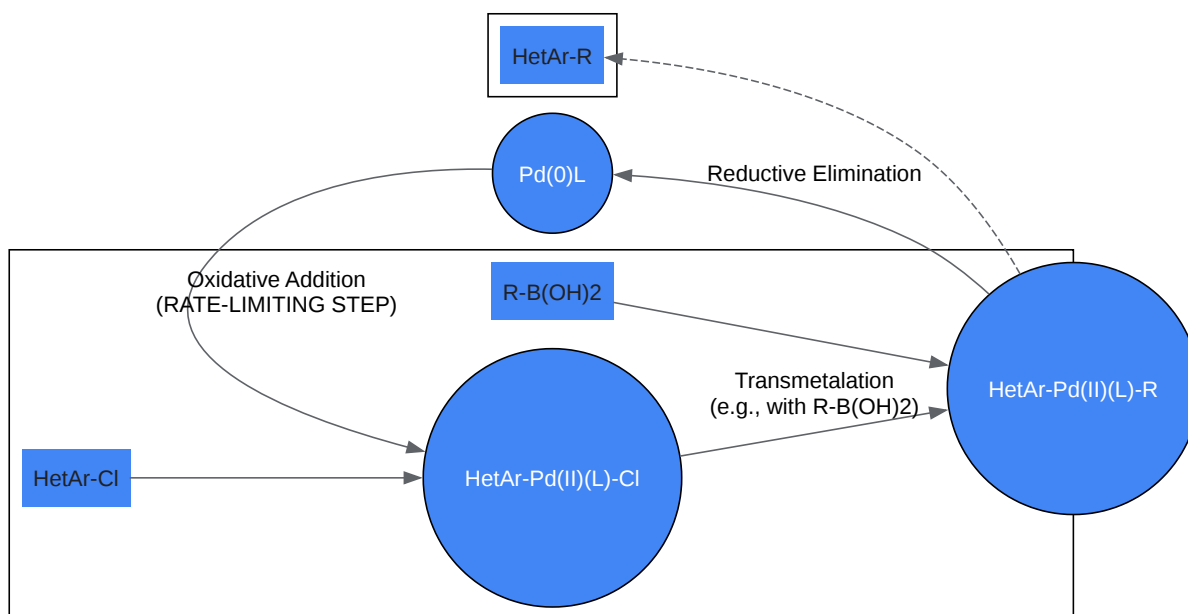 HetAr-R
Pd(0)L
Reductive Elimination
Oxidative Addition
(RATE-LIMITING STEP)
R-B(OH)2
Transmetalation
(e.g., with R-B(OH)2)
HetAr-Pd(II)(L)-R
HetAr-Cl
HetAr-Pd(II)(L)-Cl